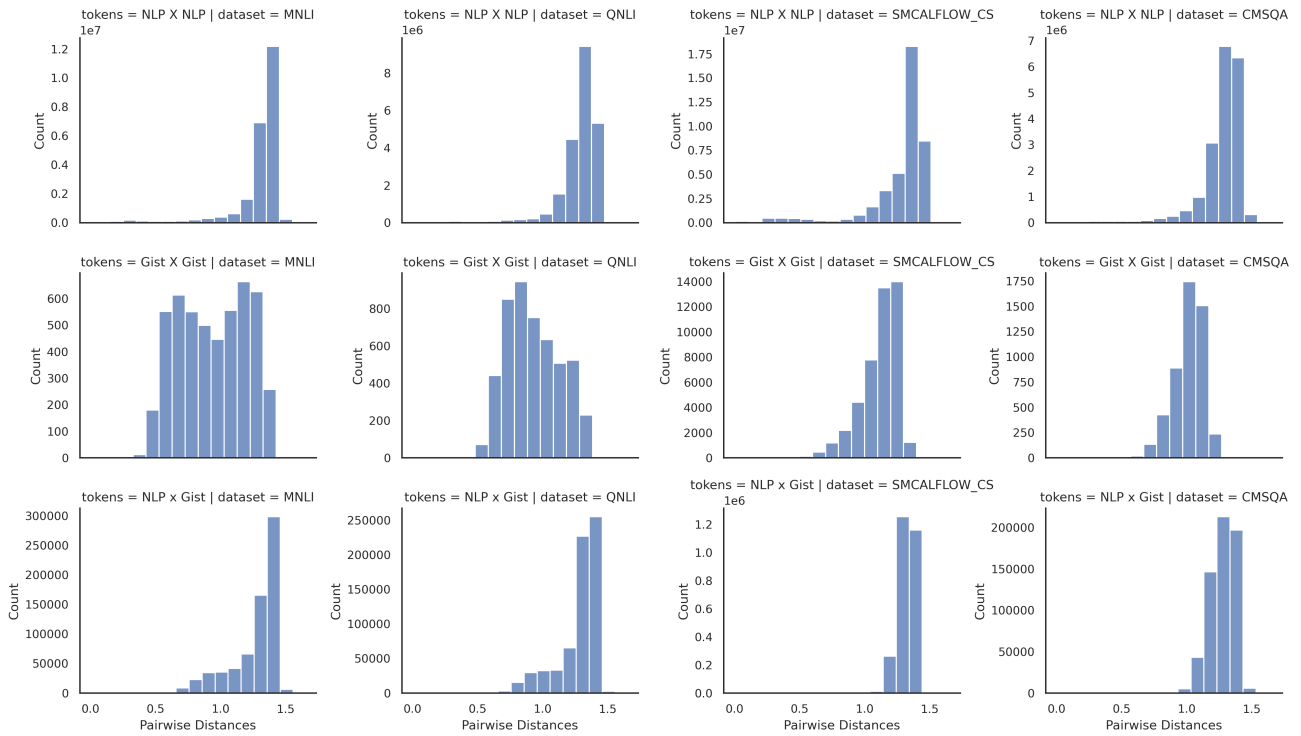 tokens = NLP X NLP | dataset = MNLI
1e7
1.2
1.0
0.8
0.6
0.4
0.2
0.0
Count
tokens = NLP X NLP | dataset = QNLI
1e6
8
6
4
2
0
Count
tokens = NLP X NLP | dataset = SMCALFLOW_CS
1e7
1.75
1.50
1.25
1.00
0.75
0.50
0.25
0.00
Count
tokens = NLP X NLP | dataset = CMSQA
1e6
7
6
5
4
3
2
1
0
Count
tokens = Gist X Gist | dataset = MNLI
600
500
400
300
200
100
0
Count
tokens = Gist X Gist | dataset = QNLI
800
600
400
200
0
Count
tokens = Gist X Gist | dataset = SMCALFLOW_CS
14000
12000
10000
8000
6000
4000
2000
0
Count
tokens = Gist X Gist | dataset = CMSQA
1750
1500
1250
1000
750
500
250
0
Count
tokens = NLP x Gist | dataset = MNLI
300000
250000
200000
150000
100000
50000
0
Count
0.0 0.5 1.0 1.5
Pairwise Distances
tokens = NLP x Gist | dataset = QNLI
250000
200000
150000
100000
50000
0
Count
0.0 0.5 1.0 1.5
Pairwise Distances
tokens = NLP x Gist | dataset = SMCALFLOW_CS
1e6
1.2
1.0
0.8
0.6
0.4
0.2
0.0
Count
0.0 0.5 1.0 1.5
Pairwise Distances
tokens = NLP x Gist | dataset = CMSQA
200000
150000
100000
50000
0
Count
0.0 0.5 1.0 1.5
Pairwise Distances